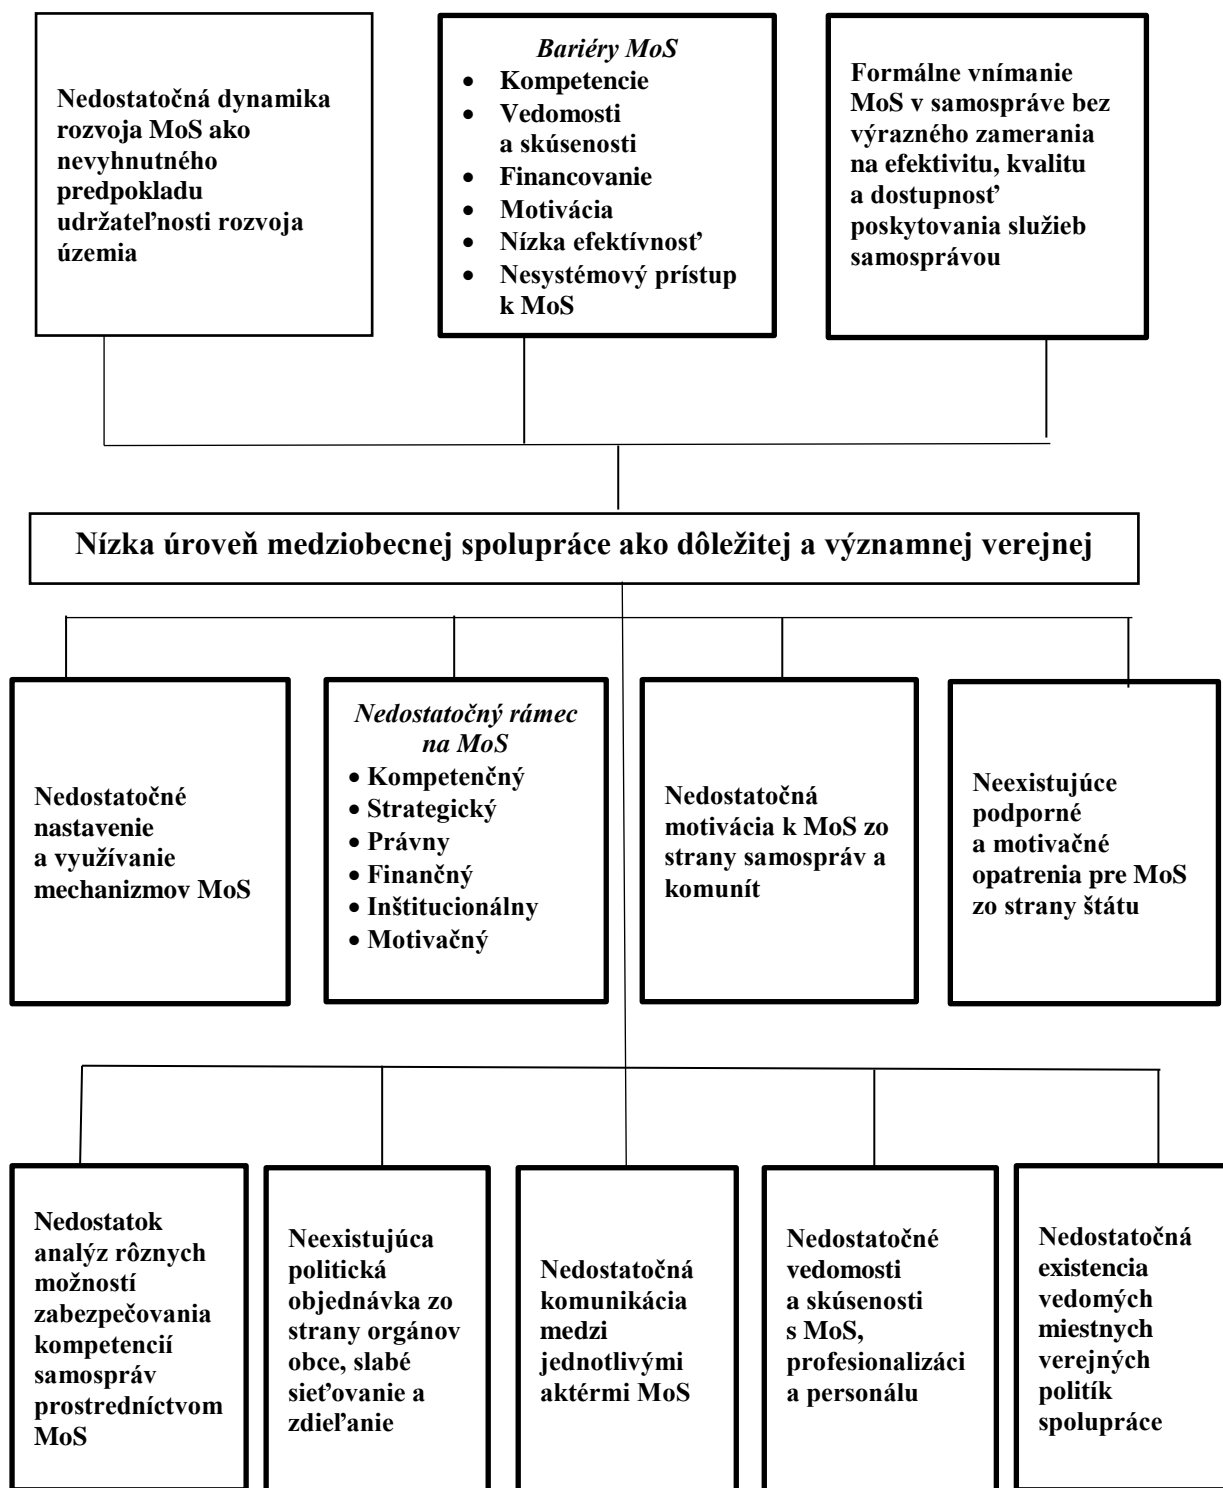 Nedostatočná dynamika
rozvoja MoS ako
nevyhnutného
predpokladu
udržateľnosti rozvoja
územia
Bariéry MoS
• Kompetencie
• Vedomosti
a skúsenosti
• Financovanie
• Motivácia
• Nízka efektívnosť
• Nesystémový prístup
k MoS
Formálne vnímanie
MoS v samospráve bez
výrazného zamerania
na efektivitu, kvalitu
a dostupnosť
poskytovania služieb
samosprávou
Nízka úroveň medziobecnej spolupráce ako dôležitej a významnej verejnej
Nedostatočné
nastavenie
a využívanie
mechanizmov MoS
Nedostatočný rámec
na MoS
• Kompetenčný
• Strategický
• Právny
• Finančný
• Inštitucionálny
• Motivačný
Nedostatočná
motivácia k MoS zo
strany samospráv a
komunít
Neexistujúce
podporné
a motivačné
opatrenia pre MoS
zo strany štátu
Nedostatok
analýz rôznych
možností
zabezpečovania
kompetencií
samospráv
prostredníctvom
MoS
Neexistujúca
politická
objednávka zo
strany orgánov
obce, slabé
sieťovanie a
zdieľanie
Nedostatočná
komunikácia
medzi
jednotlivými
aktérmi MoS
Nedostatočné
vedomosti
a skúsenosti
s MoS,
profesionalizáci
a personálu
Nedostatočná
existencia
vedomých
miestnych
verejných
politík
spolupráce